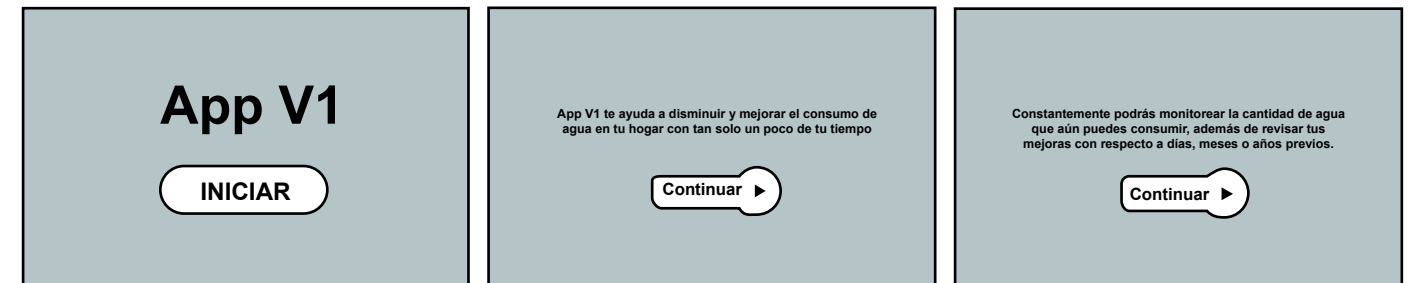 App V1
INICIAR
App V1 te ayuda a disminuir y mejorar el consumo de
agua en tu hogar con tan solo un poco de tu tiempo
Continuar
Constantemente podrás monitorear la cantidad de agua
que aún puedes consumir, además de revisar tus
mejoras con respecto a días, meses o años previos.
Continuar